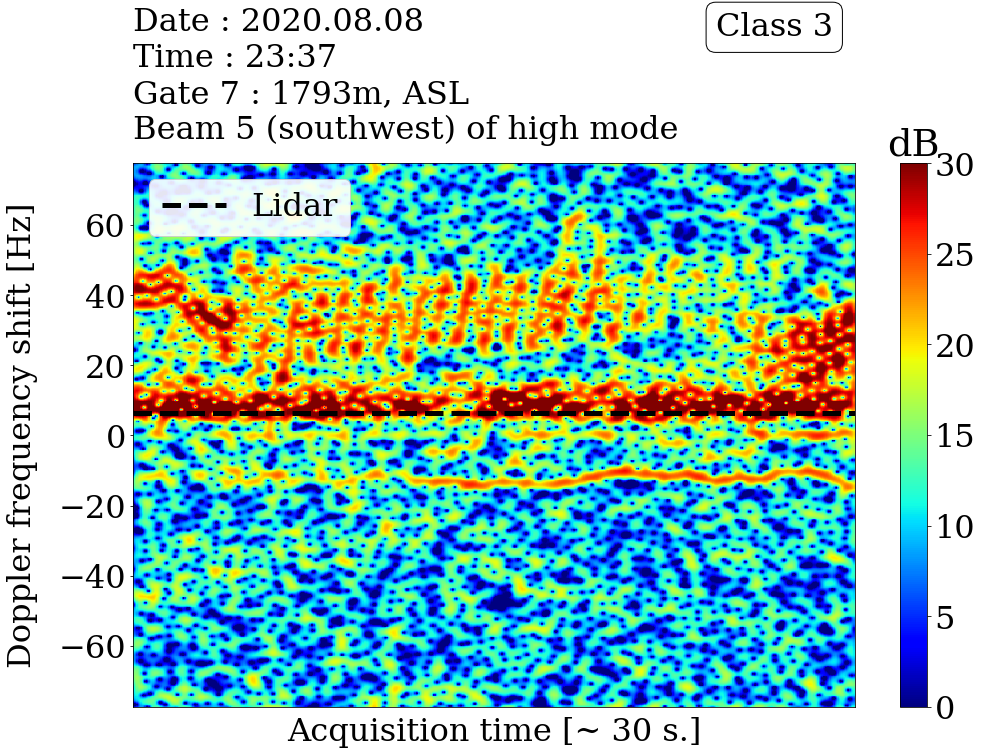 Date : 2020.08.08
Time : 23:37
Gate 7 : 1793m, ASL
Beam 5 (southwest) of high mode
Class 3
dB
Lidar
Doppler frequency shift [Hz]
60
40
20
0
−20
−40
−60
Acquisition time [~ 30 s.]
30
25
20
15
10
5
0